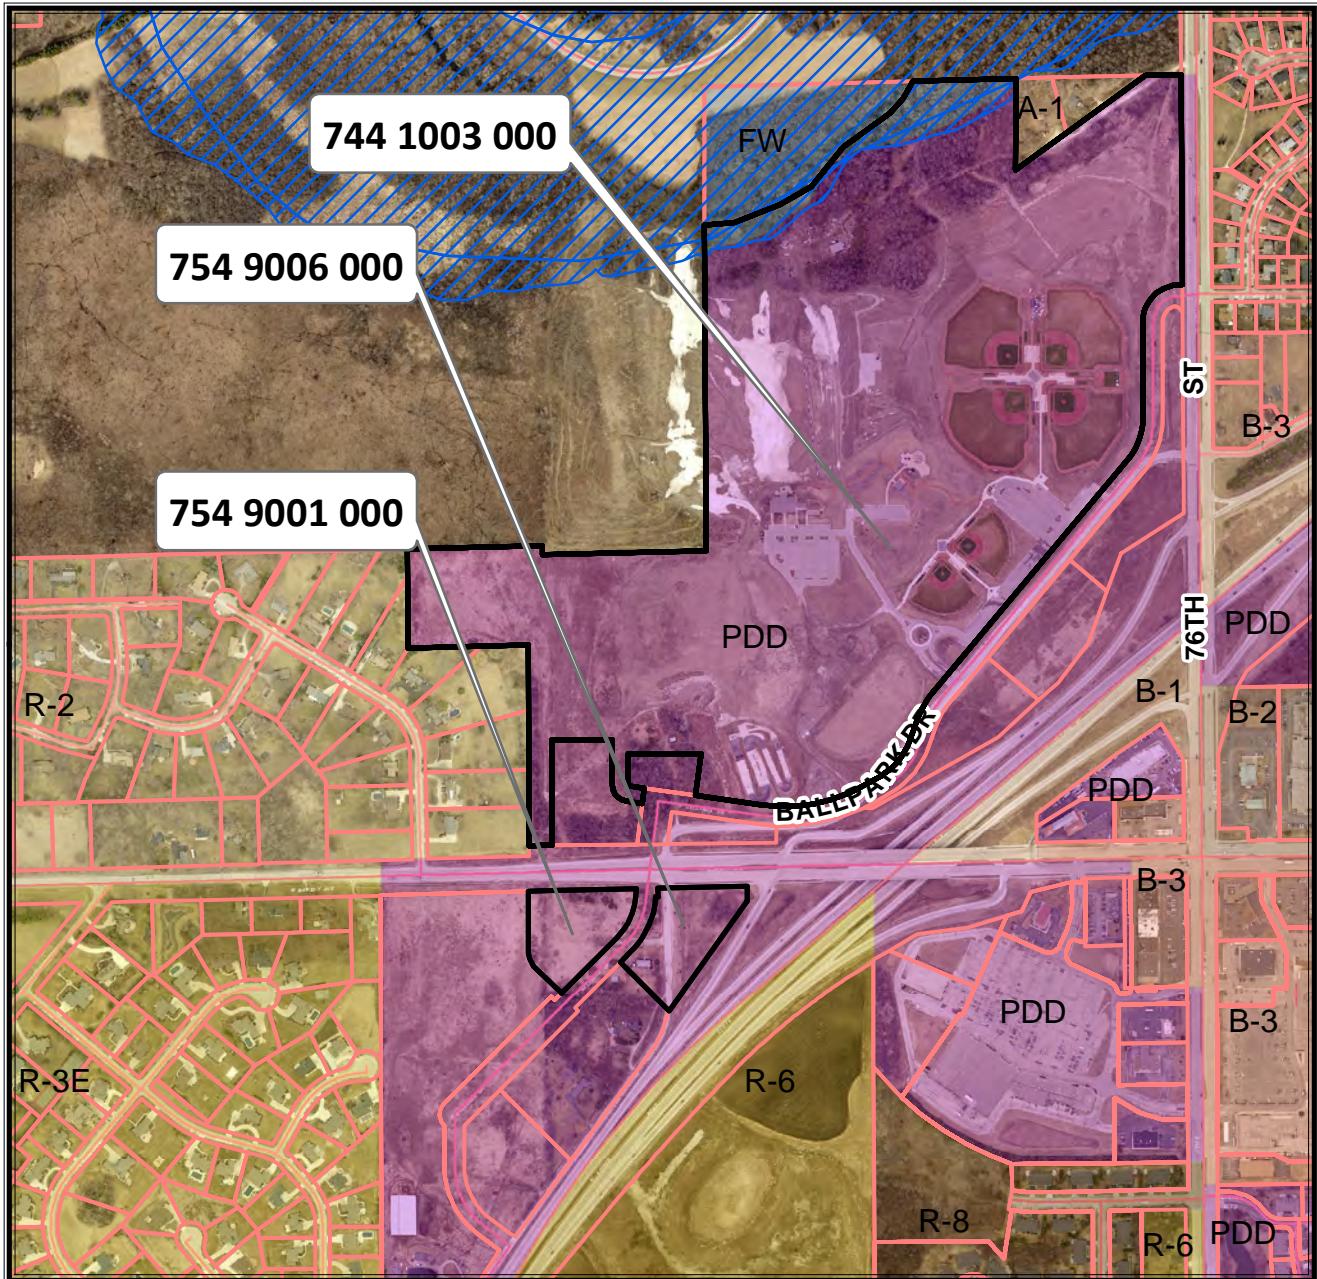 A-1
744 1003 000
FW
754 9006 000
ST
B-3
754 9001 000
76TH
PDD
PDD
R-2
B-1
B-2
BALLPARK DR
PDD
B-3
PDD
B-3
R-3E
R-6
R-8
R-6
PDD